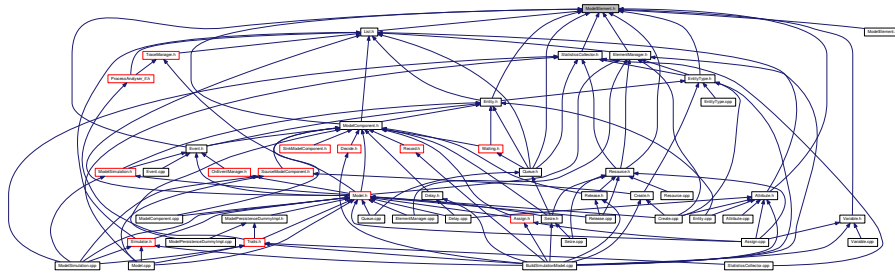 ModelElement.h
List.h
ModelElement.
TraceManager.h
StatisticsCollector.h
ElementManager.h
ProcessAnalyser_if.h
EntityType.h
Entity.h
EntityType.cpp
ModelComponent.h
Event.h
SinkModelComponent.h
Decide.h
Record.h
Waiting.h
ModelSimulation.h
Event.cpp
OnEventManager.h
SourceModelComponent.h
Queue.h
Resource.h
Model.h
Delay.h
Release.h
Create.h
Resource.cpp
Attribute.h
ModelComponent.cpp
ModelPersistenceDummyImpl.h
Queue.cpp
ElementManager.cpp
Delay.cpp
Assign.h
Seize.h
Release.cpp
Create.cpp
Entity.cpp
Attribute.cpp
Variable.h
Simulator.h
ModelPersistenceDummyImpl.cpp
Traits.h
Seize.cpp
Assign.cpp
Variable.cpp
ModelSimulation.cpp
Model.cpp
BuildSimulationModel.cpp
StatisticsCollector.cpp